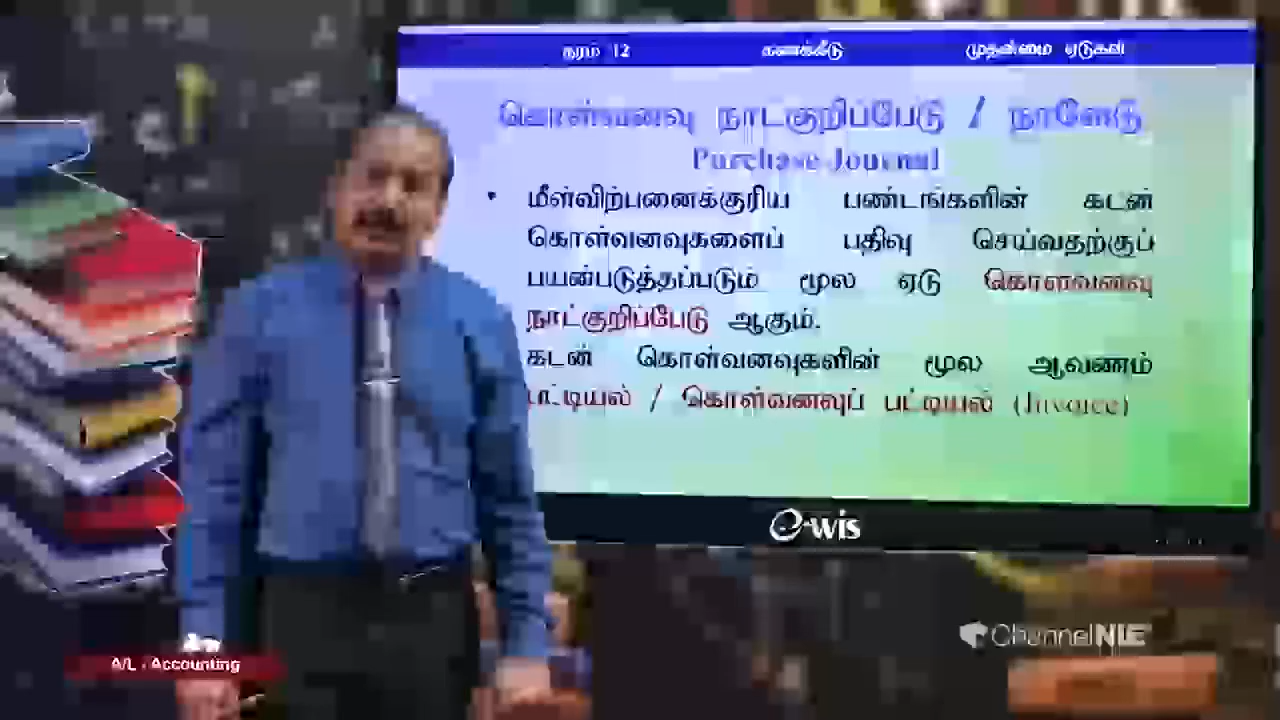 தரம் 12 கணக்கீடு முதன்மை ஏடுகள்
கொள்வனவு நாட்குறிப்பேடு / நாளேடு
Purchase Journal
• மீள்விற்பனைக்குரிய பண்டங்களின் கடன்
கொள்வனவுகளைப் பதிவு செய்வதற்குப்
பயன்படுத்தப்படும் மூல ஏடு கொள்வனவு
நாட்குறிப்பேடு ஆகும்.
கடன் கொள்வனவுகளின் மூல ஆவணம்
பட்டியல் / கொள்வனவுப் பட்டியல் (Invoice)
e-wis
ChannelNIE
A/L - Accounting